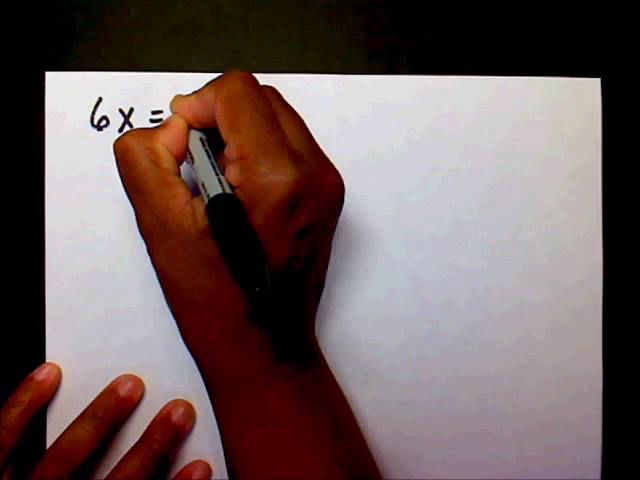 6x =